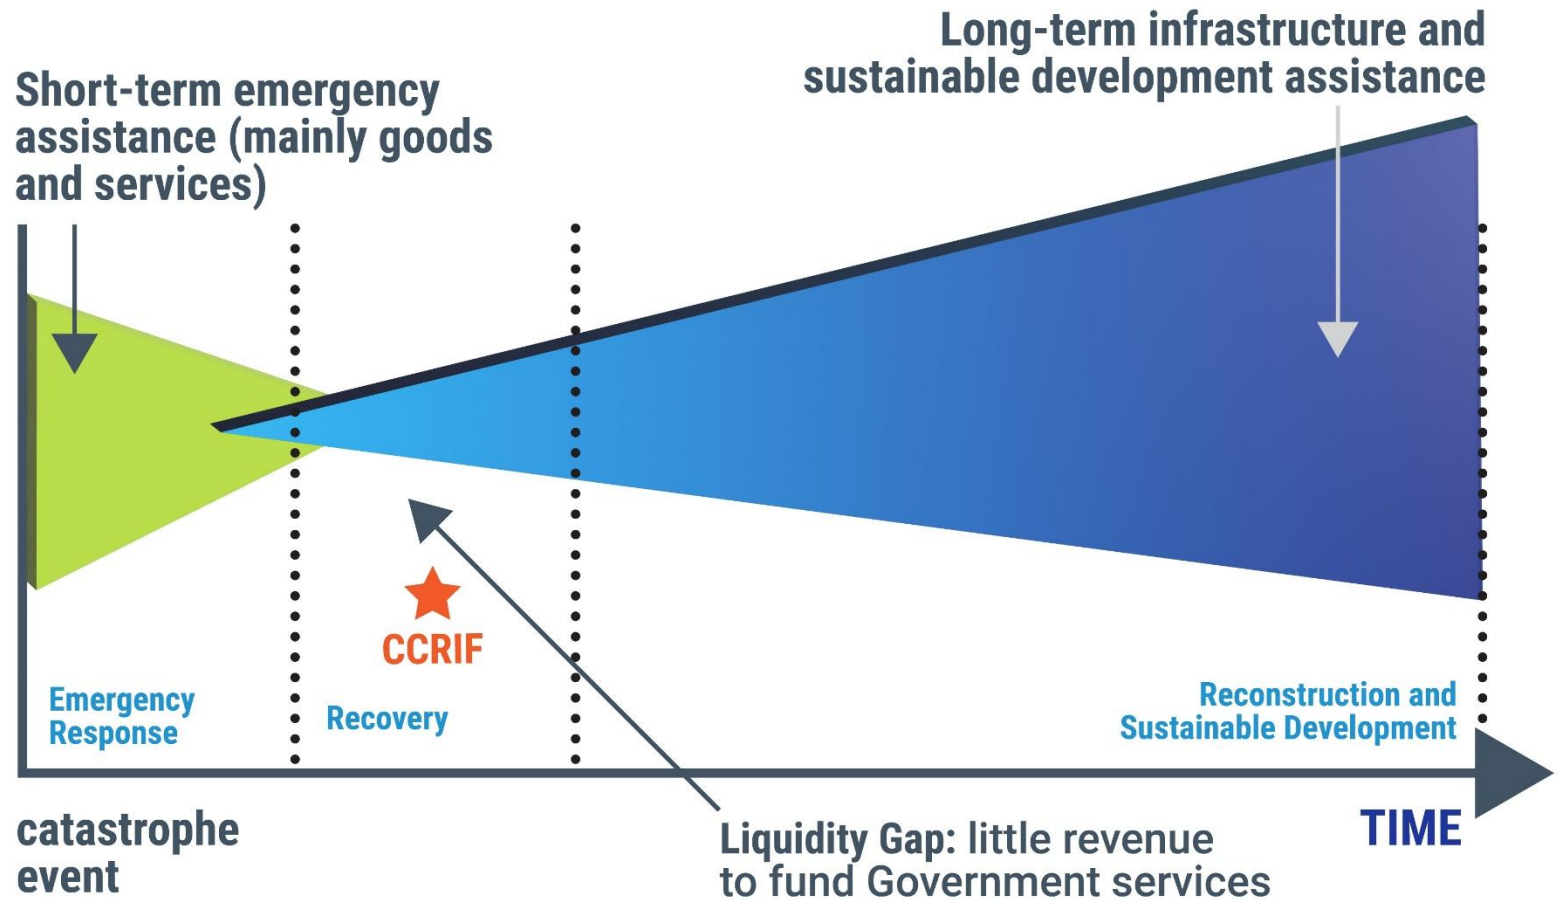 Long-term infrastructure and
sustainable development assistance
Short-term emergency
assistance (mainly goods
and services)
CCRIF
Emergency
Response
Recovery
Reconstruction and
Sustainable Development
catastrophe
event
Liquidity Gap: little revenue
to fund Government services
TIME